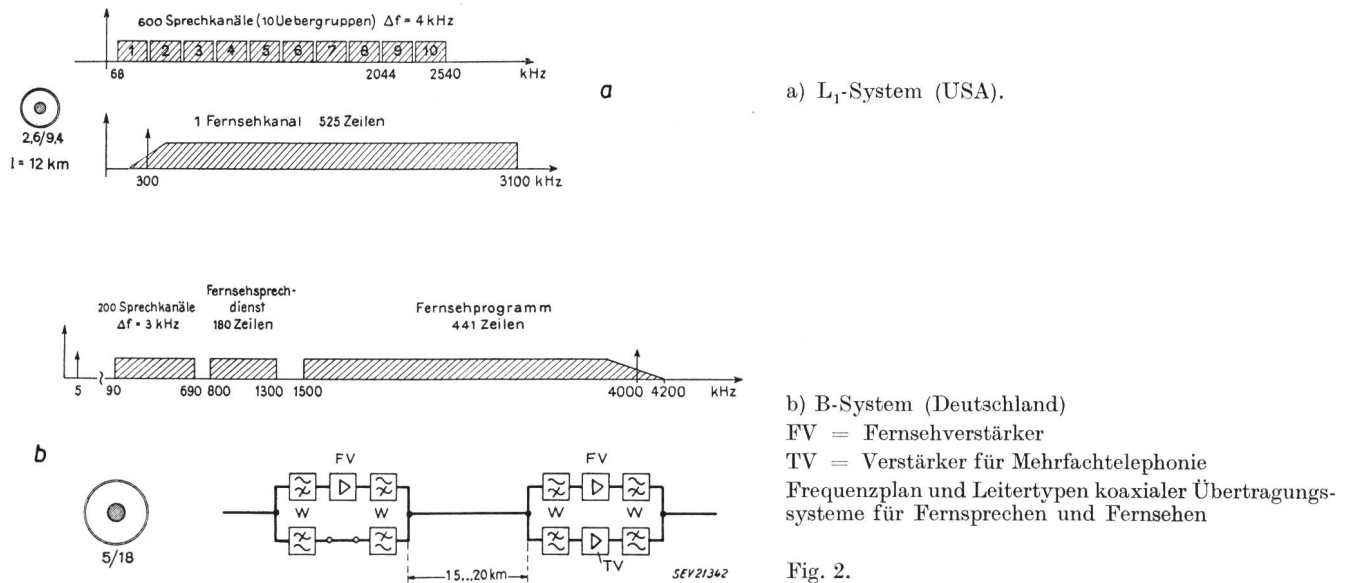 600 Sprechkanäle (10 Uebergruppen) Δf = 4 kHz
1 2 3 4 5 6 7 8 9 10
68 2044 2540 kHz
a
a) L₁-System (USA).
2,6/9,4
l = 12 km
1 Fernsehkanal 525 Zeilen
300 3100 kHz
200 Sprechkanäle
Δf = 3 kHz
Fernsehsprech-
dienst
180 Zeilen
Fernsehprogramm
441 Zeilen
5 90 690 800 1300 1500 4000 4200 kHz
b
5/18
FV FV
W W W W
TV
15...20 km
SEV21342
b) B-System (Deutschland)
FV = Fernsehverstärker
TV = Verstärker für Mehrfachtelephonie
Frequenzplan und Leitertypen koaxialer Übertragungs-
systeme für Fernsprechen und Fernsehen
Fig. 2.